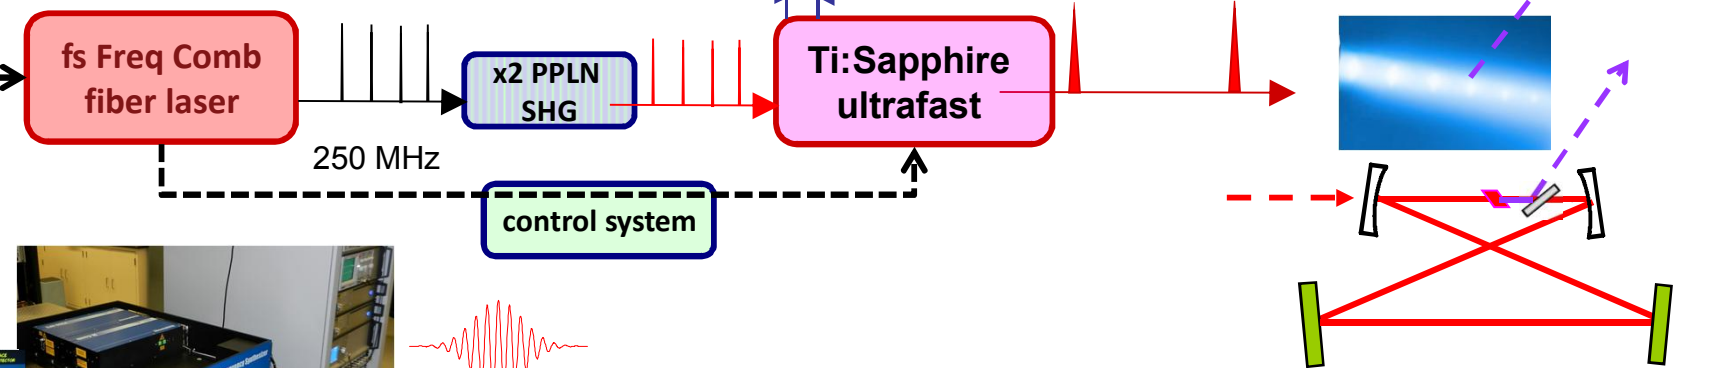 fs Freq Comb
fiber laser
x2 PPLN
SHG
Ti:Sapphire
ultrafast
250 MHz
control system